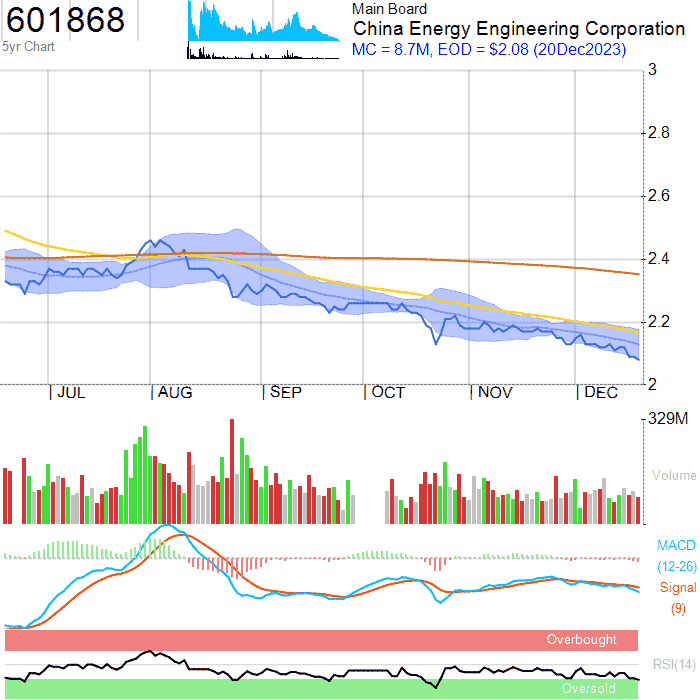 601868
5yr Chart
Main Board
China Energy Engineering Corporation
MC = 8.7M, EOD = $2.08 (20Dec2023)
3
2.8
2.6
2.4
2.2
2
JUL
AUG
SEP
OCT
NOV
DEC
329M
Volume
MACD
(12-26)
Signal
(9)
Overbought
RSI(14)
Oversold